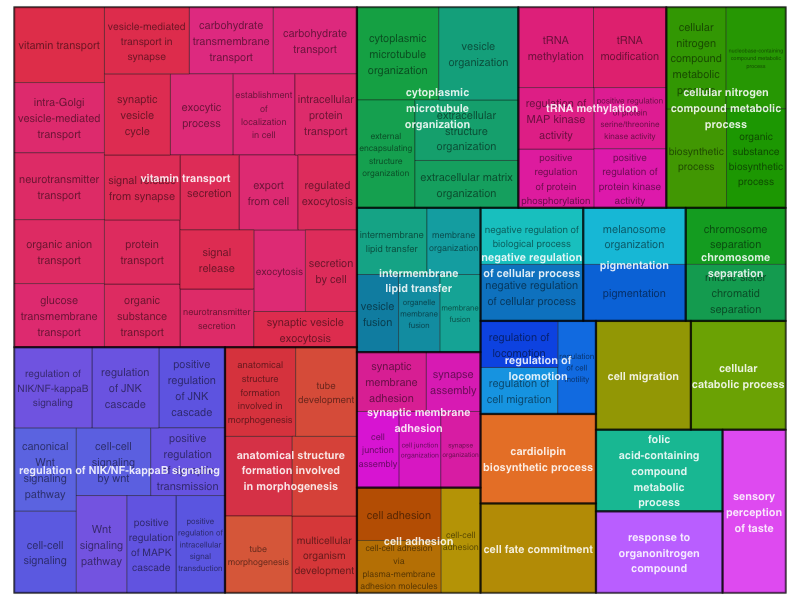 vitamin transport
vesicle-mediated
transport in
synapse
carbohydrate
transmembrane
transport
carbohydrate
transport
intra-Golgi
vesicle-mediated
transport
synaptic
vesicle
cycle
exocytic
process
establishment
of
localization
in cell
intracellular
protein
transport
neurotransmitter
transport
signal
from synapse
secretion
export
from cell
regulated
exocytosis
vitamin transport
organic anion
transport
protein
transport
signal
release
exocytosis
secretion
by cell
glucose
transmembrane
transport
organic
substance
transport
neurotransmitter
secretion
synaptic vesicle
exocytosis
cytoplasmic
microtubule
organization
vesicle
organization
external
encapsulating
structure
organization
extracellular
structure
organization
extracellular matrix
organization
cytoplasmic
microtubule
organization
tRNA
methylation
tRNA
modification
regulation of
MAP kinase
activity
positive regulation
of protein
serine/threonine
kinase activity
positive
regulation
of protein
phosphorylation
positive
regulation of
protein kinase
activity
tRNA methylation
cellular
nitrogen
compound
metabolic
process
nucleobase-containing
compound metabolic
process
biosynthetic
process
organic
substance
biosynthetic
process
cellular nitrogen
compound metabolic
process
intermembrane
lipid transfer
membrane
organization
vesicle
fusion
organelle
membrane
fusion
membrane
fusion
intermembrane
lipid transfer
negative regulation of
biological process
negative regulation
of cellular process
negative regulation
of cellular process
melanosome
organization
pigmentation
pigmentation
chromosome
separation
mitotic sister
chromatid
separation
chromosome
separation
regulation of
NIK/NF-kappaB
signaling
regulation
of JNK
cascade
positive
regulation
of JNK
cascade
canonical
Wnt
signaling
pathway
cell-cell
signaling
by wnt
positive
regulation
transmission
regulation of NIK/NF-kappaB signaling
cell-cell
signaling
Wnt
signaling
pathway
positive
regulation
of MAPK
cascade
positive
regulation of
intracellular
signal
transduction
anatomical
structure
formation
involved in
morphogenesis
tube
development
anatomical structure
formation involved
in morphogenesis
tube
morphogenesis
multicellular
organism
development
synaptic
membrane
adhesion
synapse
assembly
cell
junction
assembly
cell junction
organization
synapse
organization
synaptic membrane
adhesion
regulation of
locomotion
regulation
of cell
motility
regulation of
cell migration
regulation of
locomotion
cell migration
cellular
catabolic process
cell adhesion
cell-cell
adhesion
cell-cell adhesion
via
plasma-membrane
adhesion molecules
cell adhesion
cardiolipin
biosynthetic process
cell fate commitment
folic
acid-containing
compound
metabolic
process
response to
organonitrogen
compound
sensory
perception
of taste